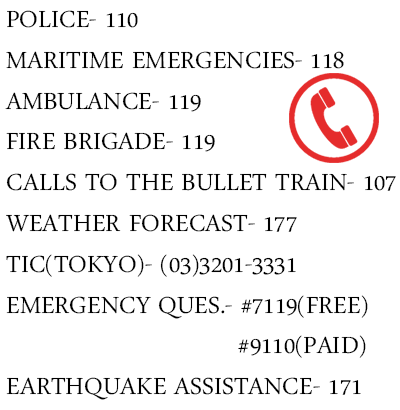 POLICE- 110
MARITIME EMERGENCIES- 118
AMBULANCE- 119
FIRE BRIGADE- 119
CALLS TO THE BULLET TRAIN- 107
WEATHER FORECAST- 177
TIC(TOKYO)- (03)3201-3331
EMERGENCY QUES.- #7119(FREE)
#9110(PAID)
EARTHQUAKE ASSISTANCE- 171